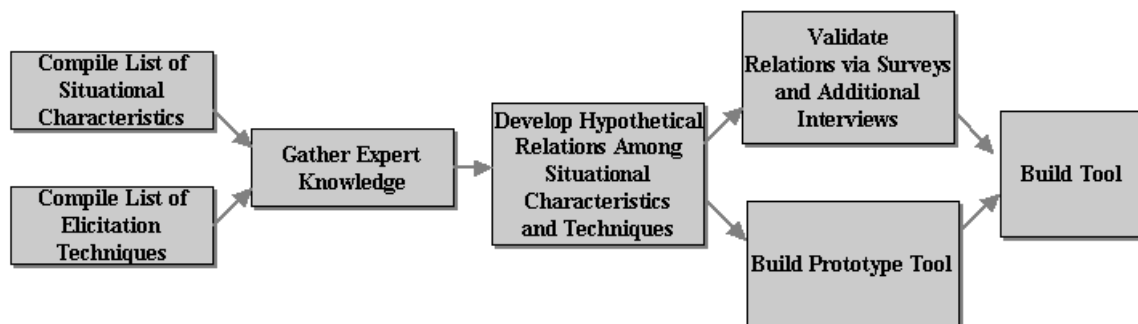 Compile List of
Situational
Characteristics
Compile List of
Elicitation
Techniques
Gather Expert
Knowledge
Develop Hypothetical
Relations Among
Situational
Characteristics
and Techniques
Validate
Relations via Surveys
and Additional
Interviews
Build Prototype Tool
Build Tool